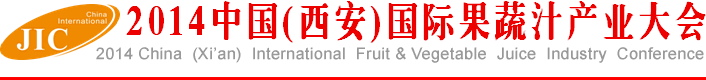 China
International
JIC
2014中国(西安)国际果蔬汁产业大会
2014 China (Xi'an) International Fruit & Vegetable Juice Industry Conference